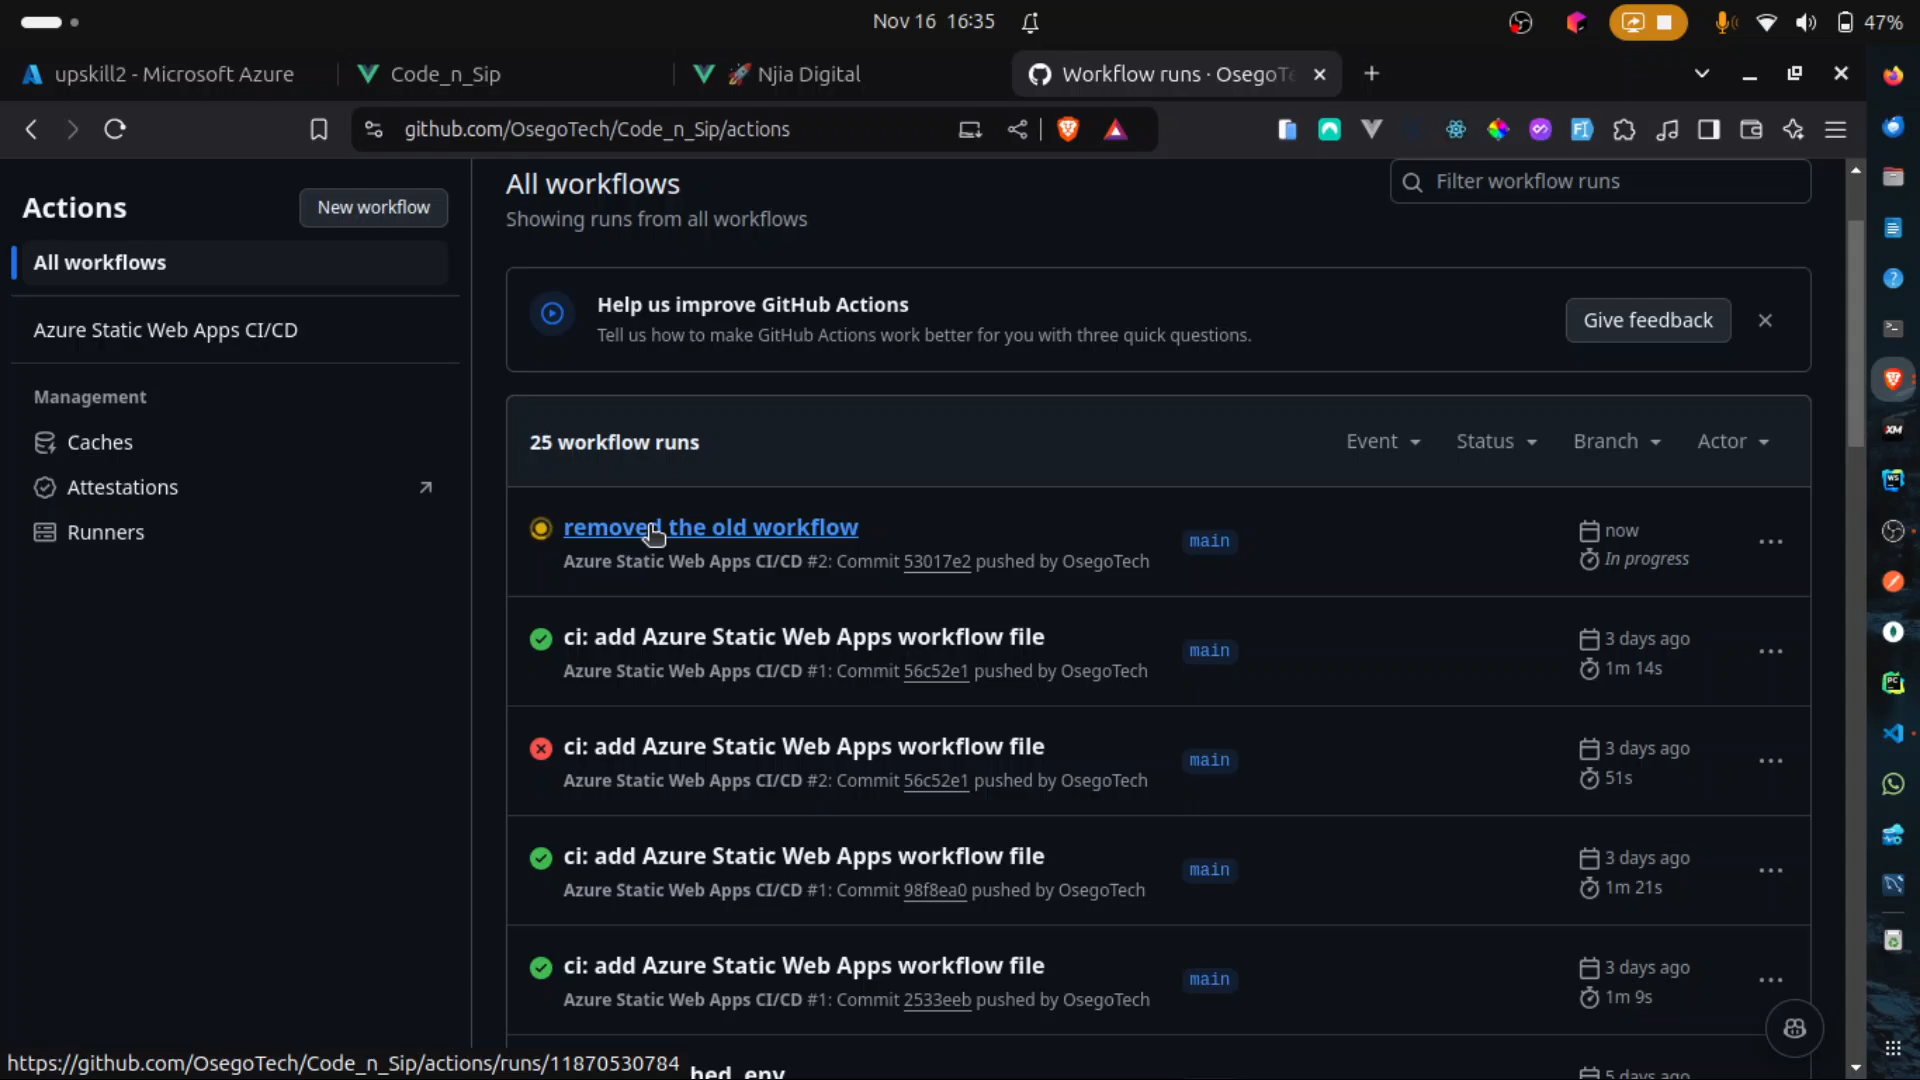 Nov 16 16:35
47%
upskill2 - Microsoft Azure
Code_n_Sip
🚀 Njia Digital
Workflow runs · OsegoTe
github.com/OsegoTech/Code_n_Sip/actions
Actions
New workflow
All workflows
Azure Static Web Apps CI/CD
Management
Caches
Attestations
Runners
All workflows
Showing runs from all workflows
Filter workflow runs
Help us improve GitHub Actions
Tell us how to make GitHub Actions work better for you with three quick questions.
Give feedback
25 workflow runs
Event
Status
Branch
Actor
removed the old workflow
Azure Static Web Apps CI/CD #2: Commit 53017e2 pushed by OsegoTech
main
now
In progress
ci: add Azure Static Web Apps workflow file
Azure Static Web Apps CI/CD #1: Commit 56c52e1 pushed by OsegoTech
main
3 days ago
1m 14s
ci: add Azure Static Web Apps workflow file
Azure Static Web Apps CI/CD #2: Commit 56c52e1 pushed by OsegoTech
main
3 days ago
51s
ci: add Azure Static Web Apps workflow file
Azure Static Web Apps CI/CD #1: Commit 98f8ea0 pushed by OsegoTech
main
3 days ago
1m 21s
ci: add Azure Static Web Apps workflow file
Azure Static Web Apps CI/CD #1: Commit 2533eeb pushed by OsegoTech
main
3 days ago
1m 9s
https://github.com/OsegoTech/Code_n_Sip/actions/runs/11870530784
5 days ago